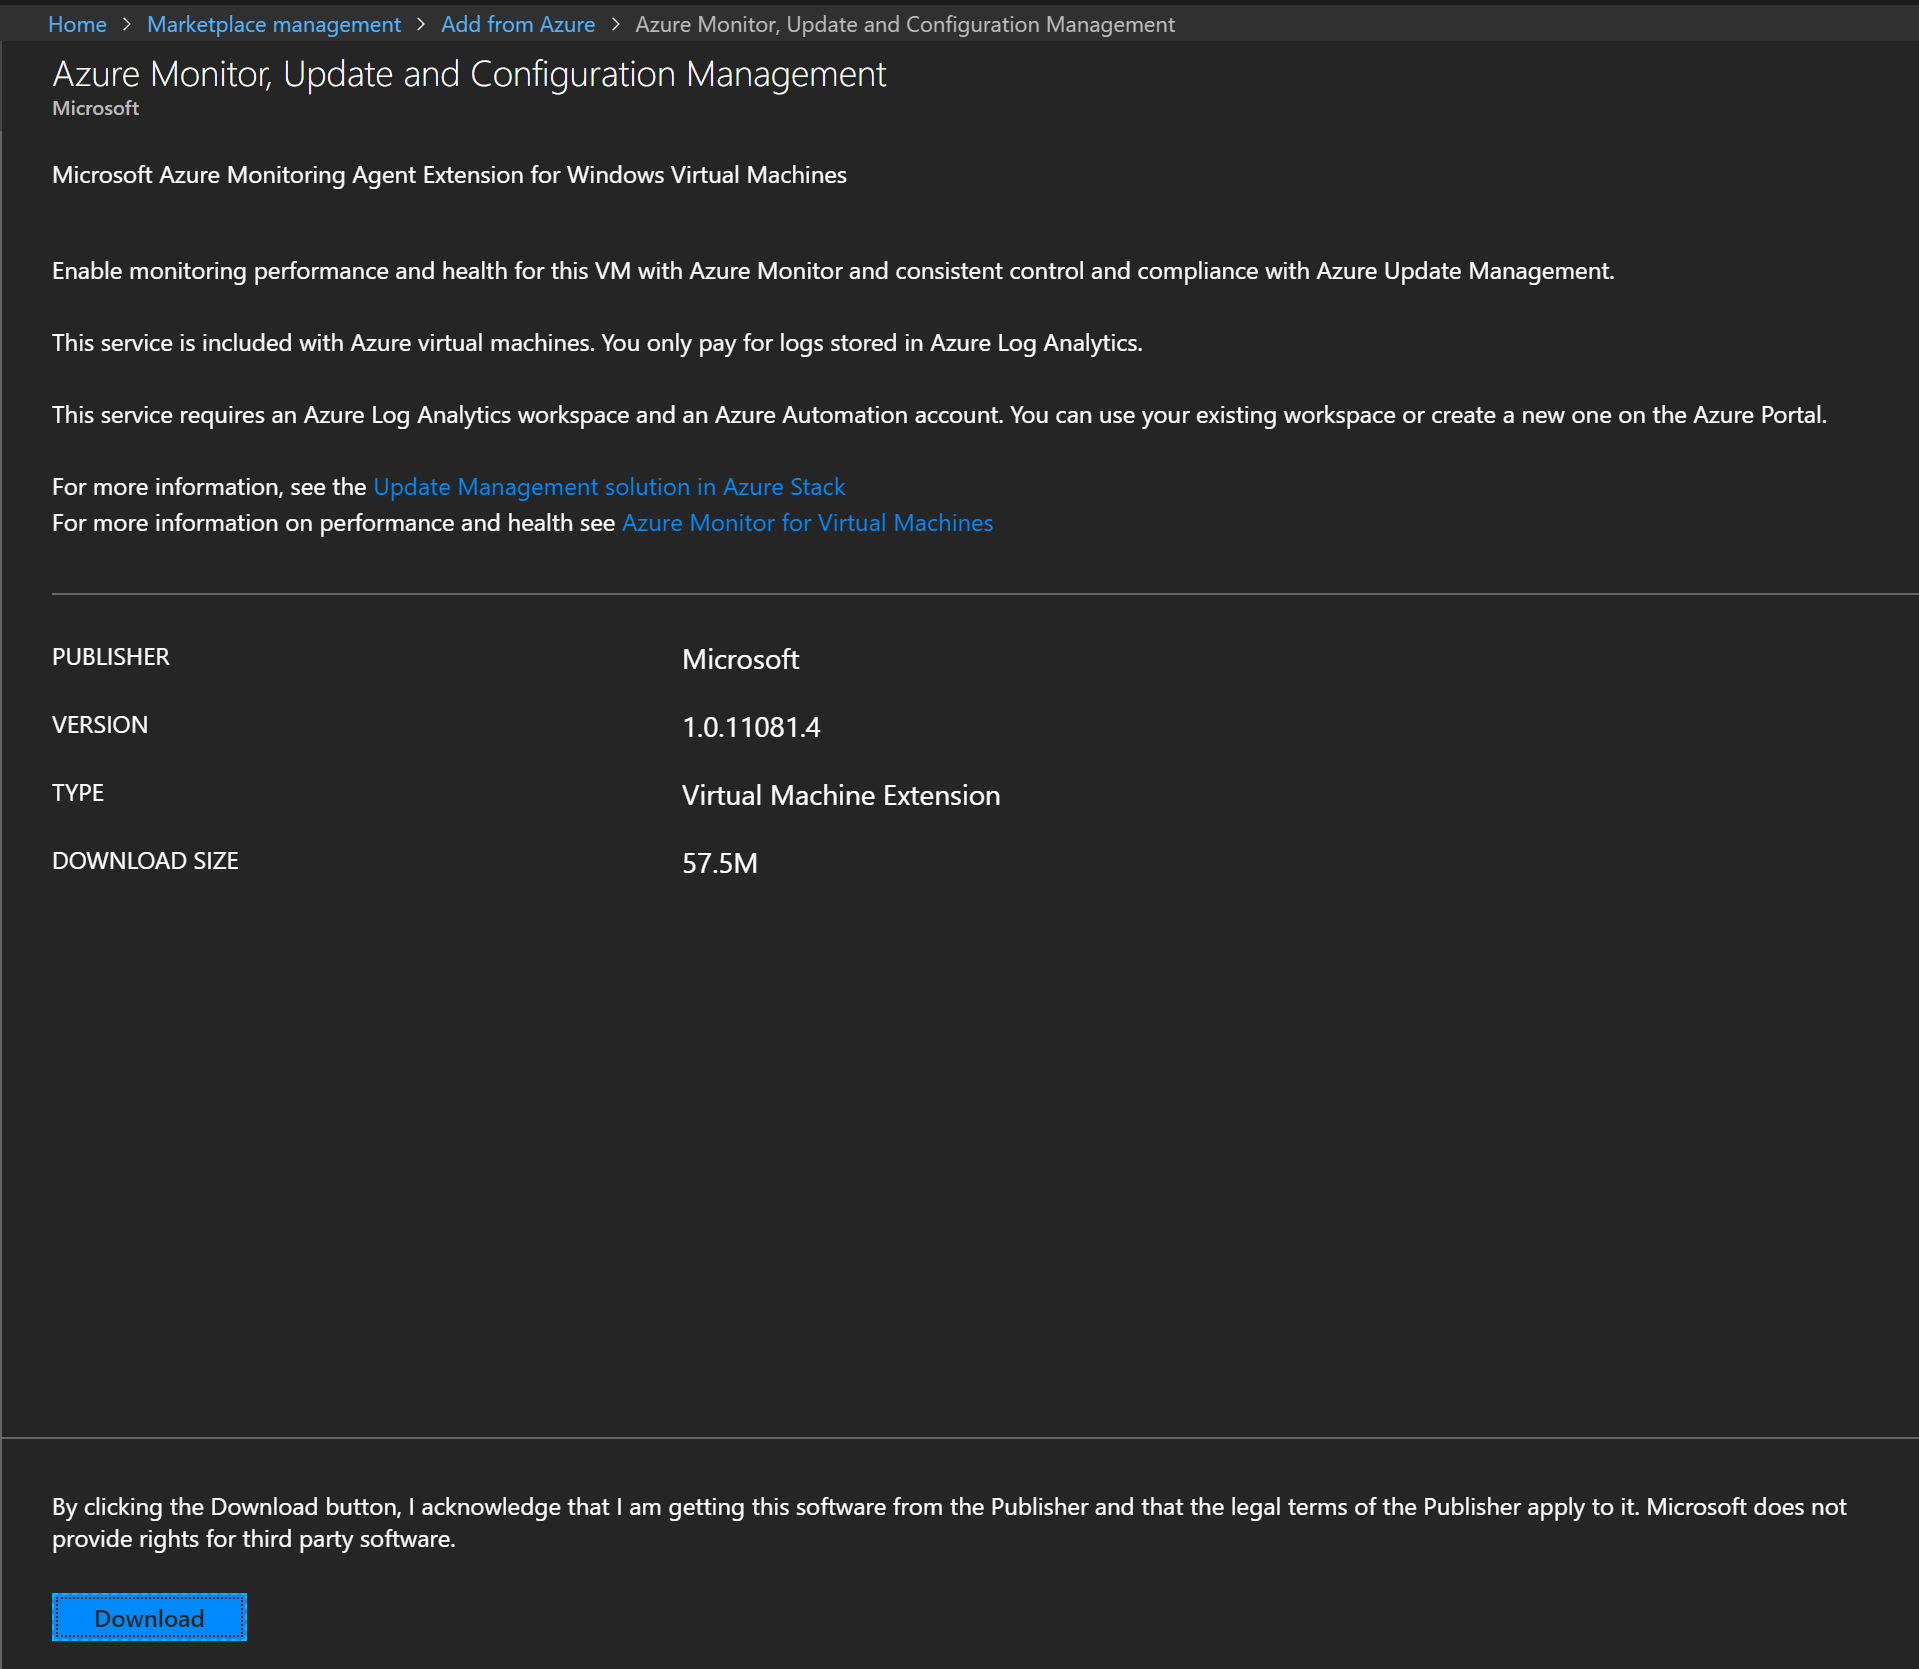 Home > Marketplace management > Add from Azure > Azure Monitor, Update and Configuration Management
Azure Monitor, Update and Configuration Management
Microsoft
Microsoft Azure Monitoring Agent Extension for Windows Virtual Machines
Enable monitoring performance and health for this VM with Azure Monitor and consistent control and compliance with Azure Update Management.
This service is included with Azure virtual machines. You only pay for logs stored in Azure Log Analytics.
This service requires an Azure Log Analytics workspace and an Azure Automation account. You can use your existing workspace or create a new one on the Azure Portal.
For more information, see the Update Management solution in Azure Stack
For more information on performance and health see Azure Monitor for Virtual Machines
PUBLISHER Microsoft
VERSION 1.0.11081.4
TYPE Virtual Machine Extension
DOWNLOAD SIZE 57.5M
By clicking the Download button, I acknowledge that I am getting this software from the Publisher and that the legal terms of the Publisher apply to it. Microsoft does not
provide rights for third party software.
Download